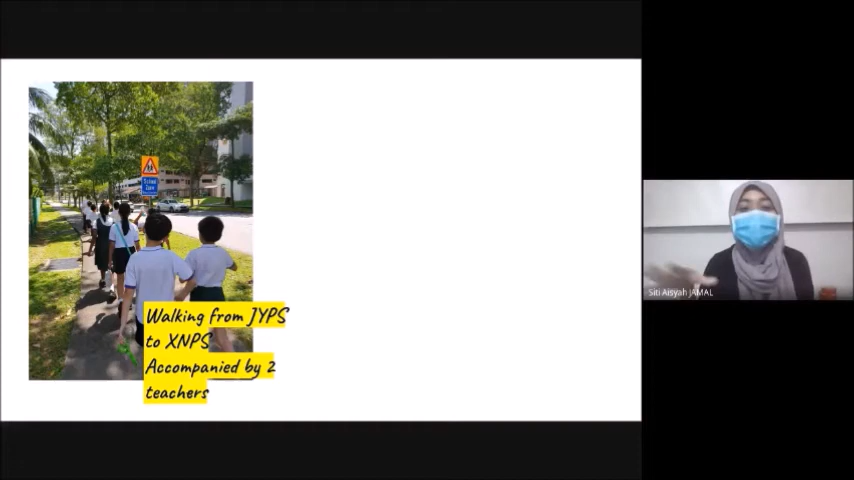 School
Zone
Walking from JYPS
to XNPS
Accompanied by 2
teachers
Siti Aisyah JAMAL